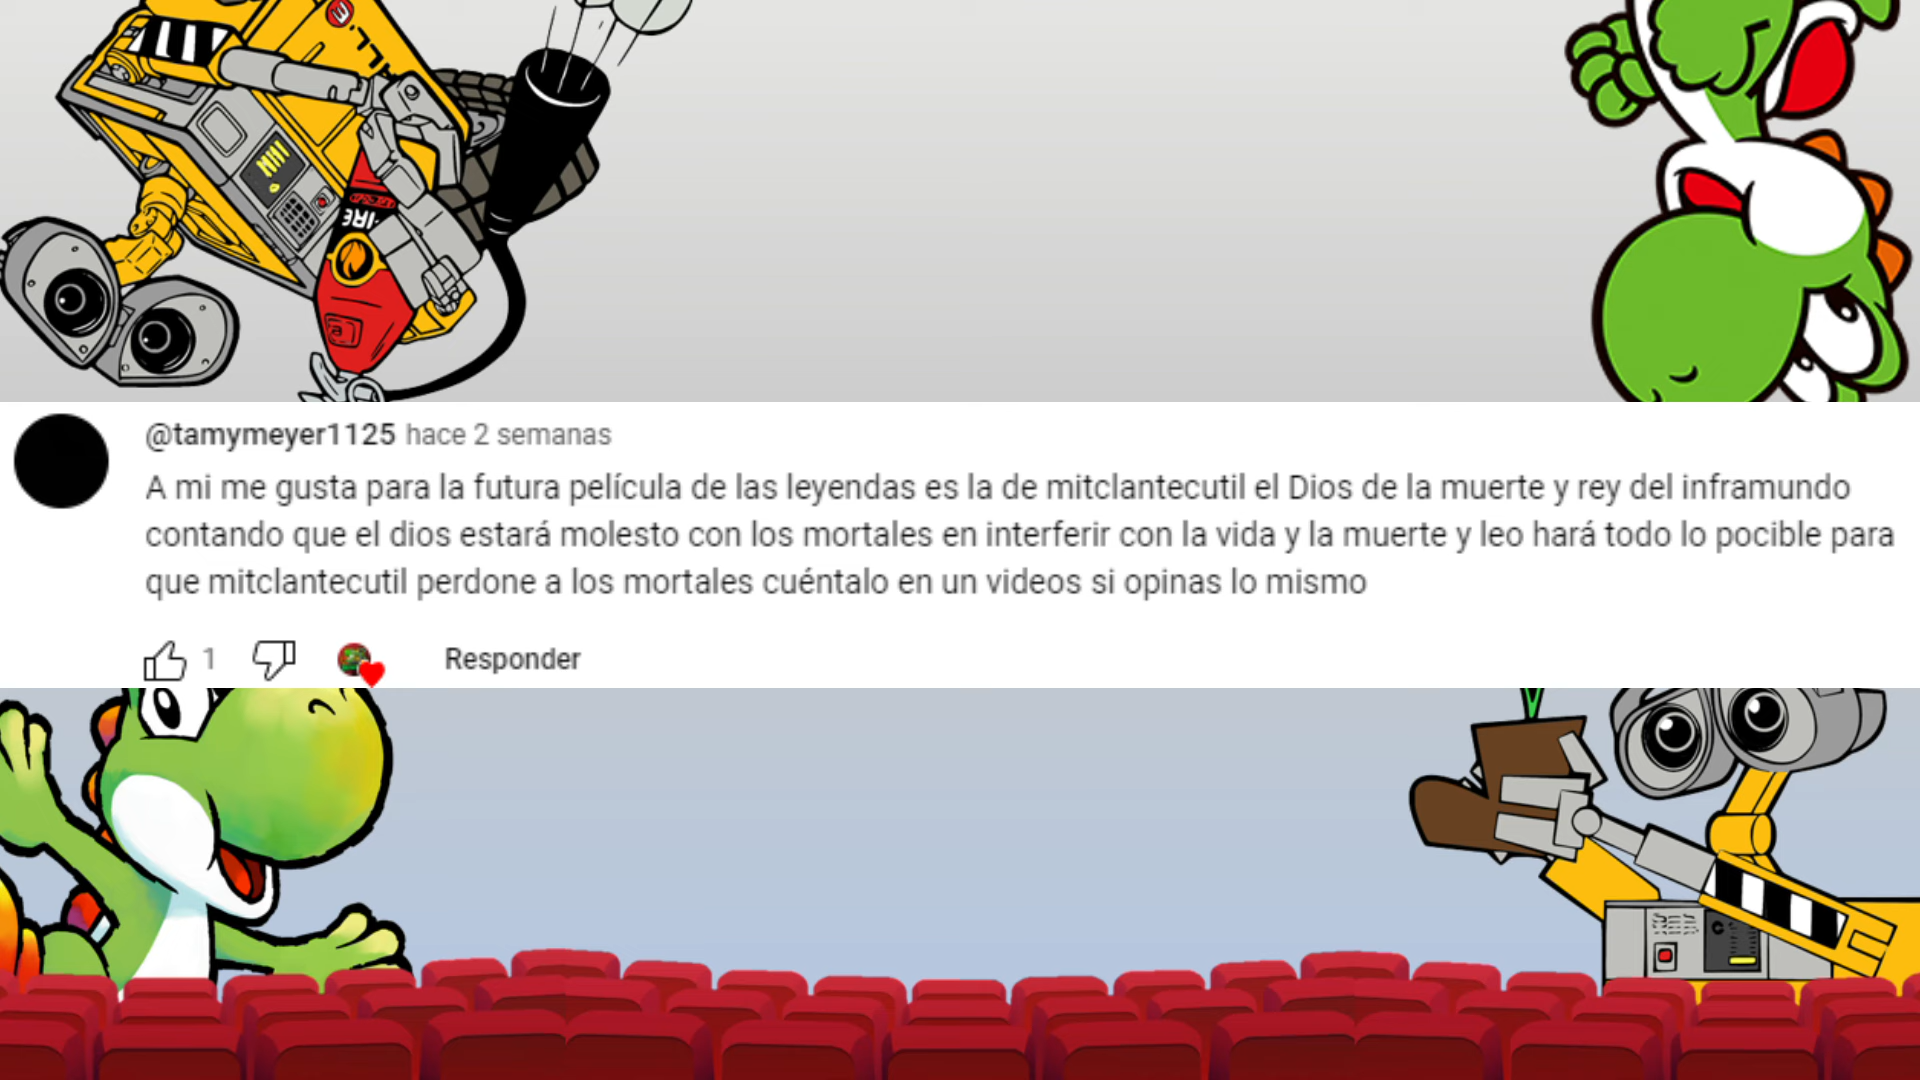 @tamymeyer1125 hace 2 semanas
A mi me gusta para la futura película de las leyendas es la de mitclantecutil el Dios de la muerte y rey del inframundo
contando que el dios estará molesto con los mortales en interferir con la vida y la muerte y leo hará todo lo pocible para
que mitclantecutil perdone a los mortales cuéntalo en un videos si opinas lo mismo
1
Responder